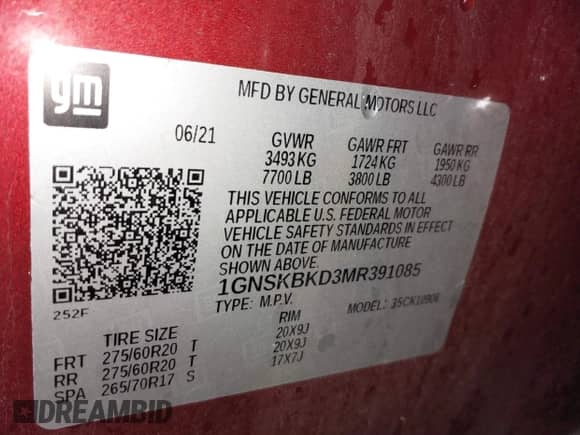 gm
MFD BY GENERAL MOTORS LLC
06/21 GVWR GAWR FRT GAWR RR
3493 KG 1724 KG 1950 KG
7700 LB 3800 LB 4300 LB
THIS VEHICLE CONFORMS TO ALL
APPLICABLE U.S. FEDERAL MOTOR
VEHICLE SAFETY STANDARDS IN EFFECT
ON THE DATE OF MANUFACTURE
SHOWN ABOVE.
1GNSKBKD3MR391085
252F TYPE: M.P.V. MODEL:
TIRE SIZE RIM
FRT 275/60R20 T 20X9J
RR 275/60R20 T 20X9J
SPA 265/70R17 S 17X7J
DREAMBID